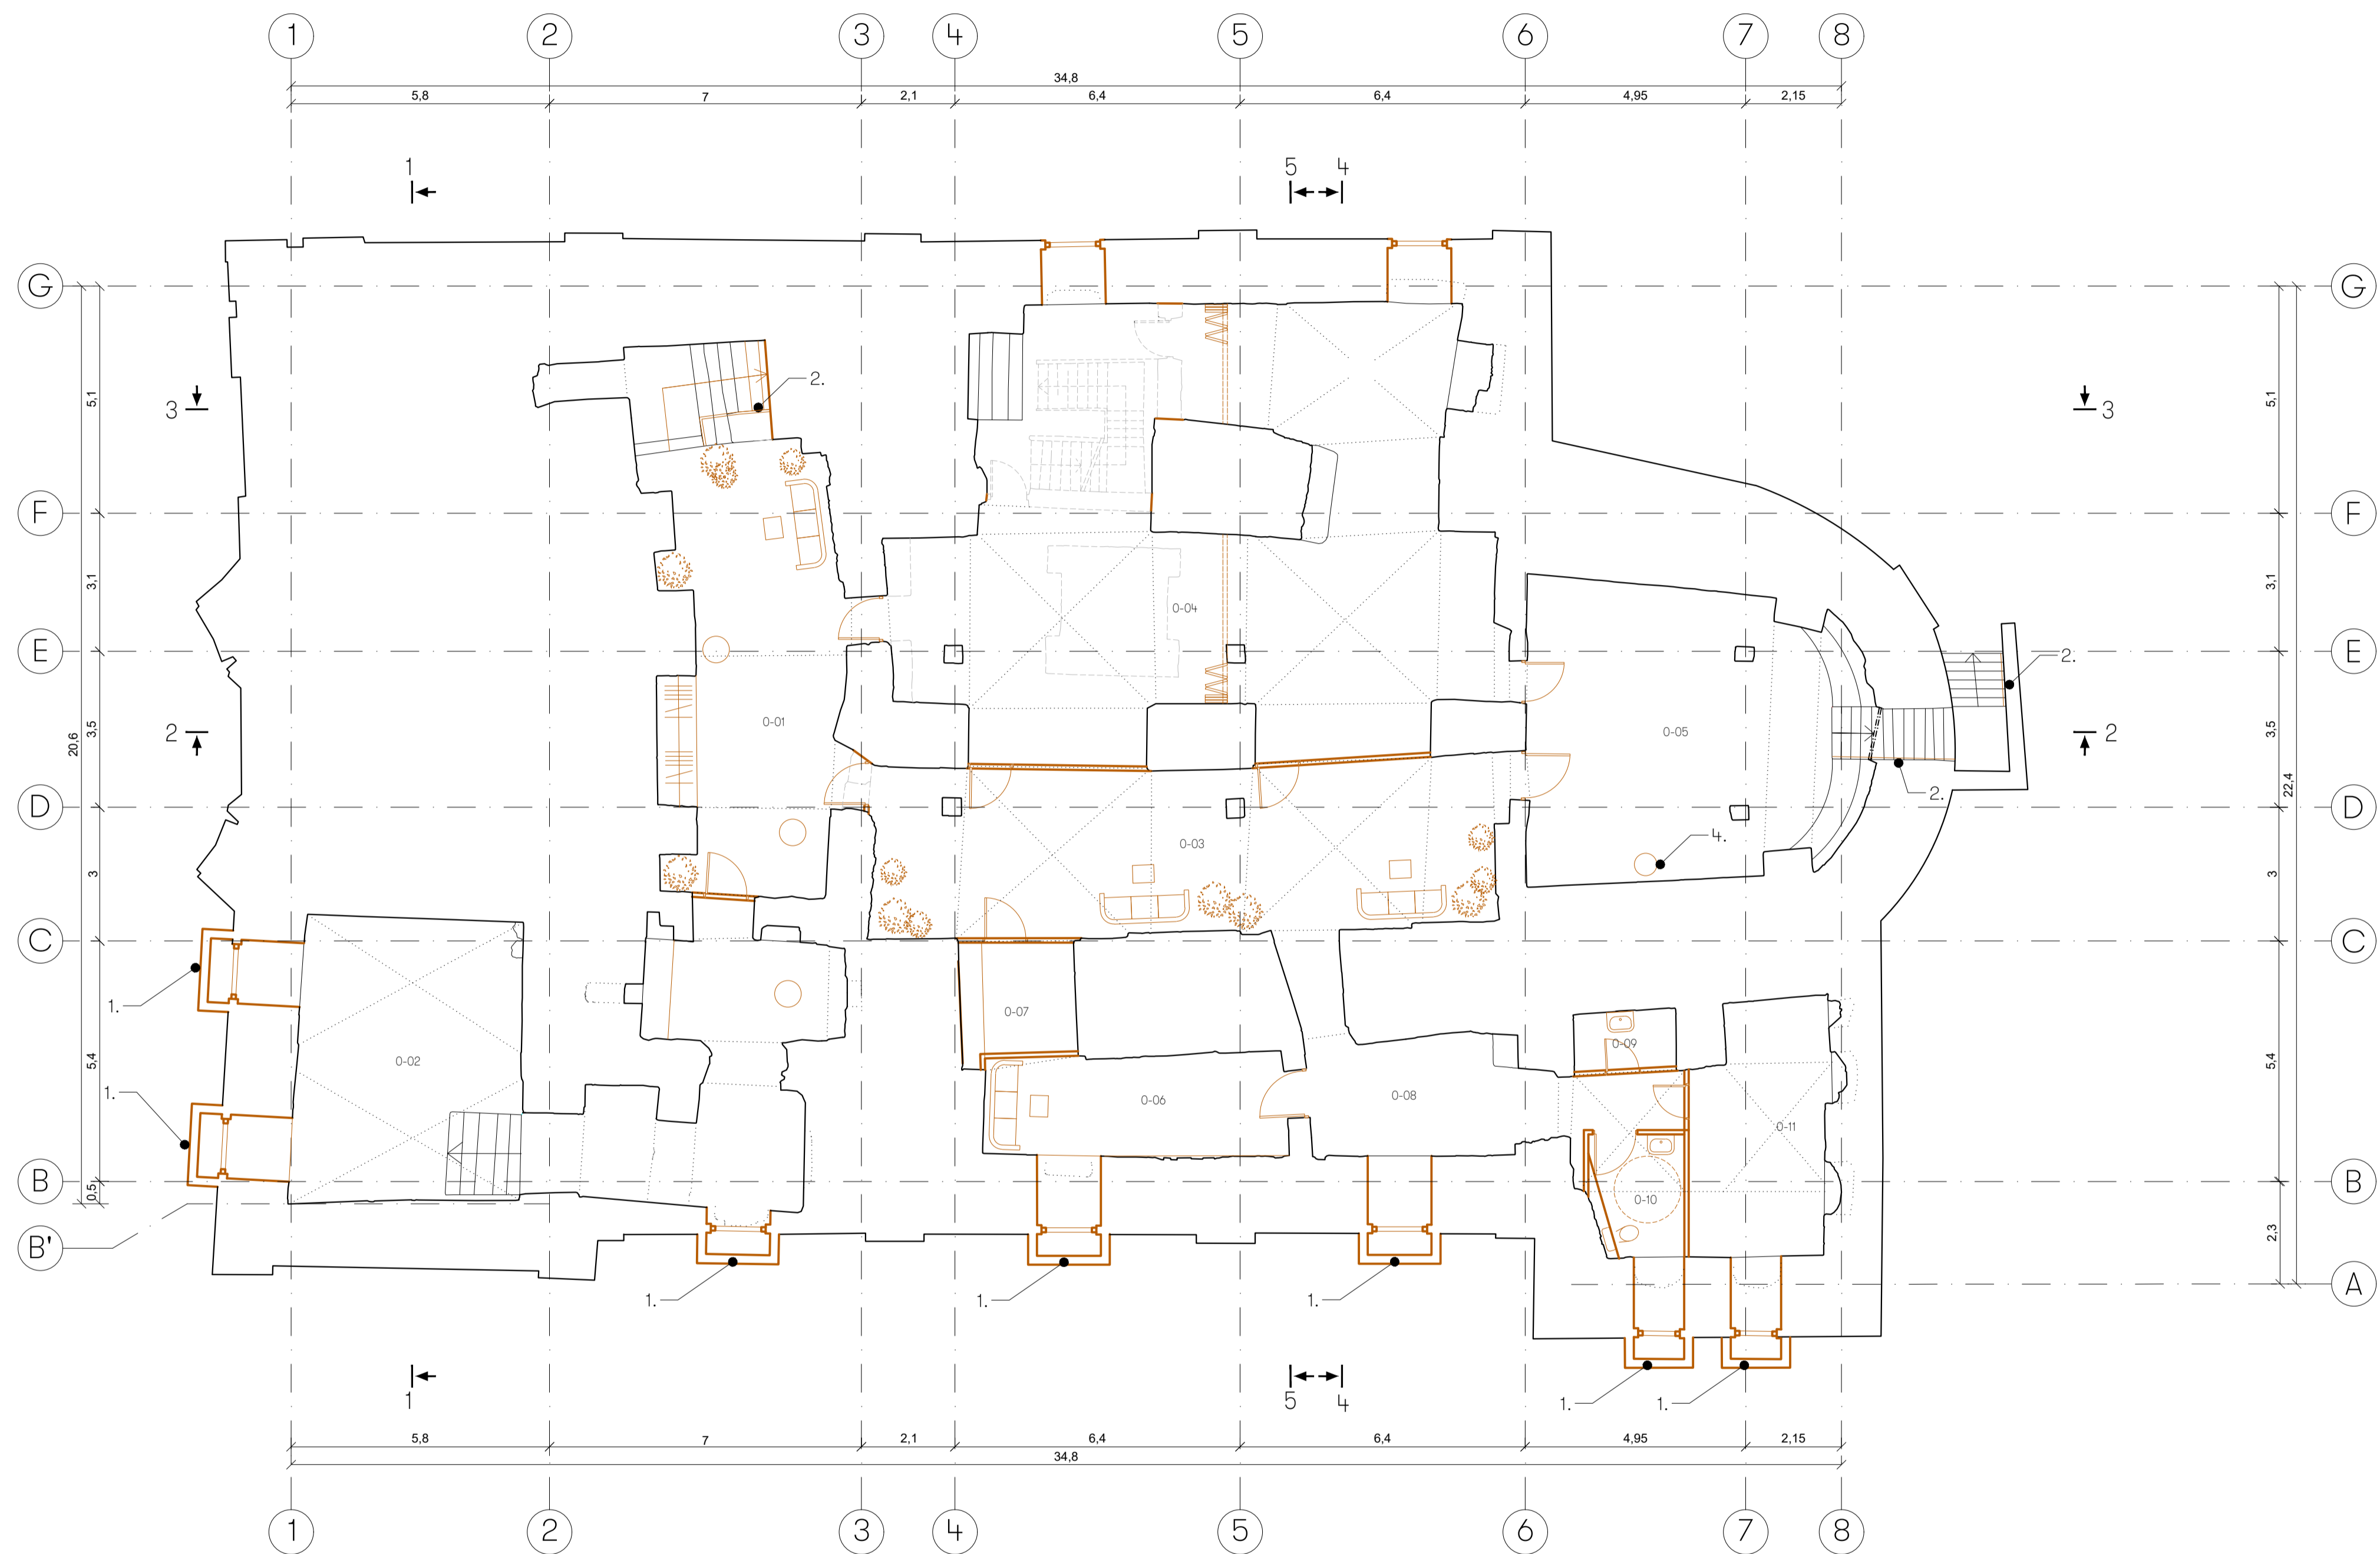 1 2 3 4 5 6 7 8
34,8
5,8 7 2,1 6,4 6,4 4,95 2,15
1 5 4
G G
5,1 5,1
2.
3 3
F F
3,1 3,1
0-04
E E
2.
3,5 0-01 0-05 3,5
2 2
20,6 22,4
2.
D D
4.
0-03
3 3
C C
1.
0-07
0-09
5,4 0-02 5,4
1. 0-06 0-08
0-11
B B
0,5 0-10
2,3
B'
A
1. 1. 1.
1 5 4
1. 1.
5,8 7 2,1 6,4 6,4 4,95 2,15
34,8
1 2 3 4 5 6 7 8